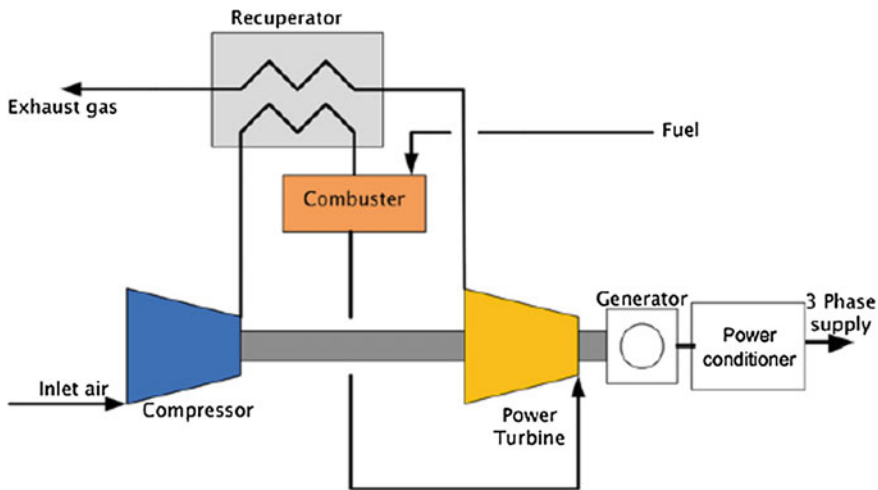 Recuperator
Exhaust gas
Fuel
Combuster
Generator
3 Phase
supply
Power
conditioner
Inlet air
Compressor
Power
Turbine